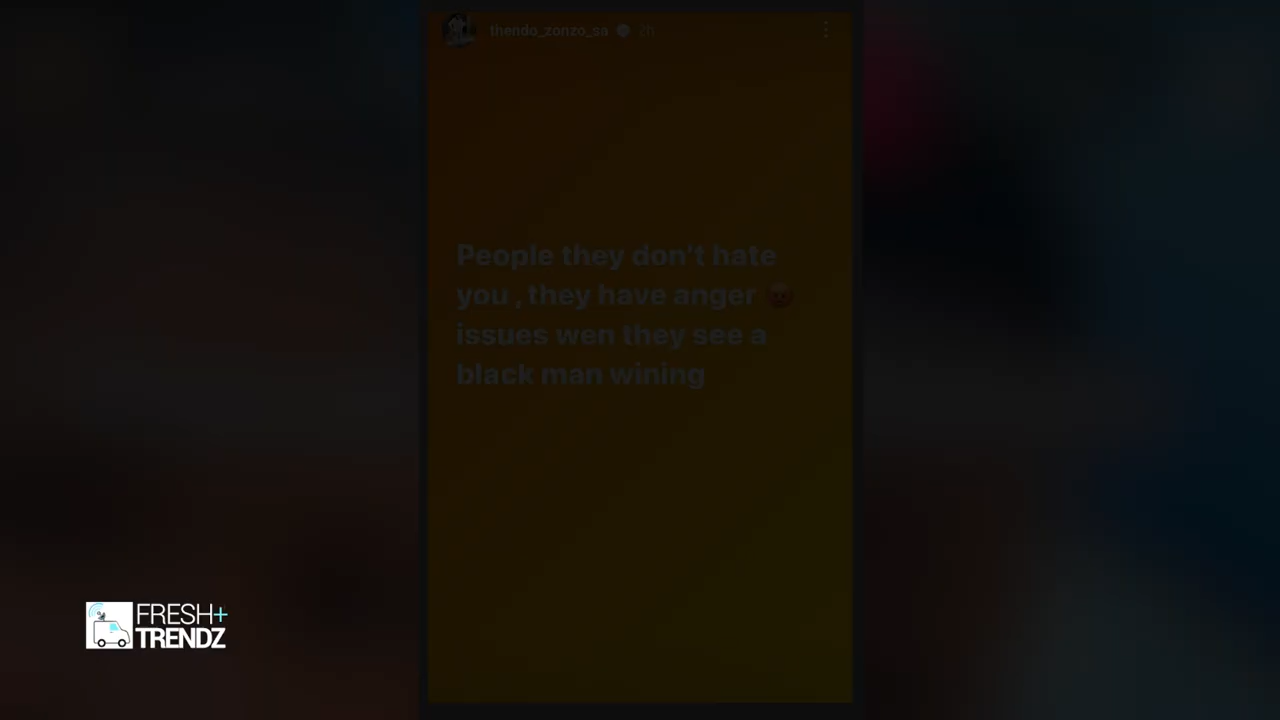 thendo_zonzo_sa 2h
People they don't hate
you , they have anger 😡
issues wen they see a
black man wining
FRESH+
TRENDZ